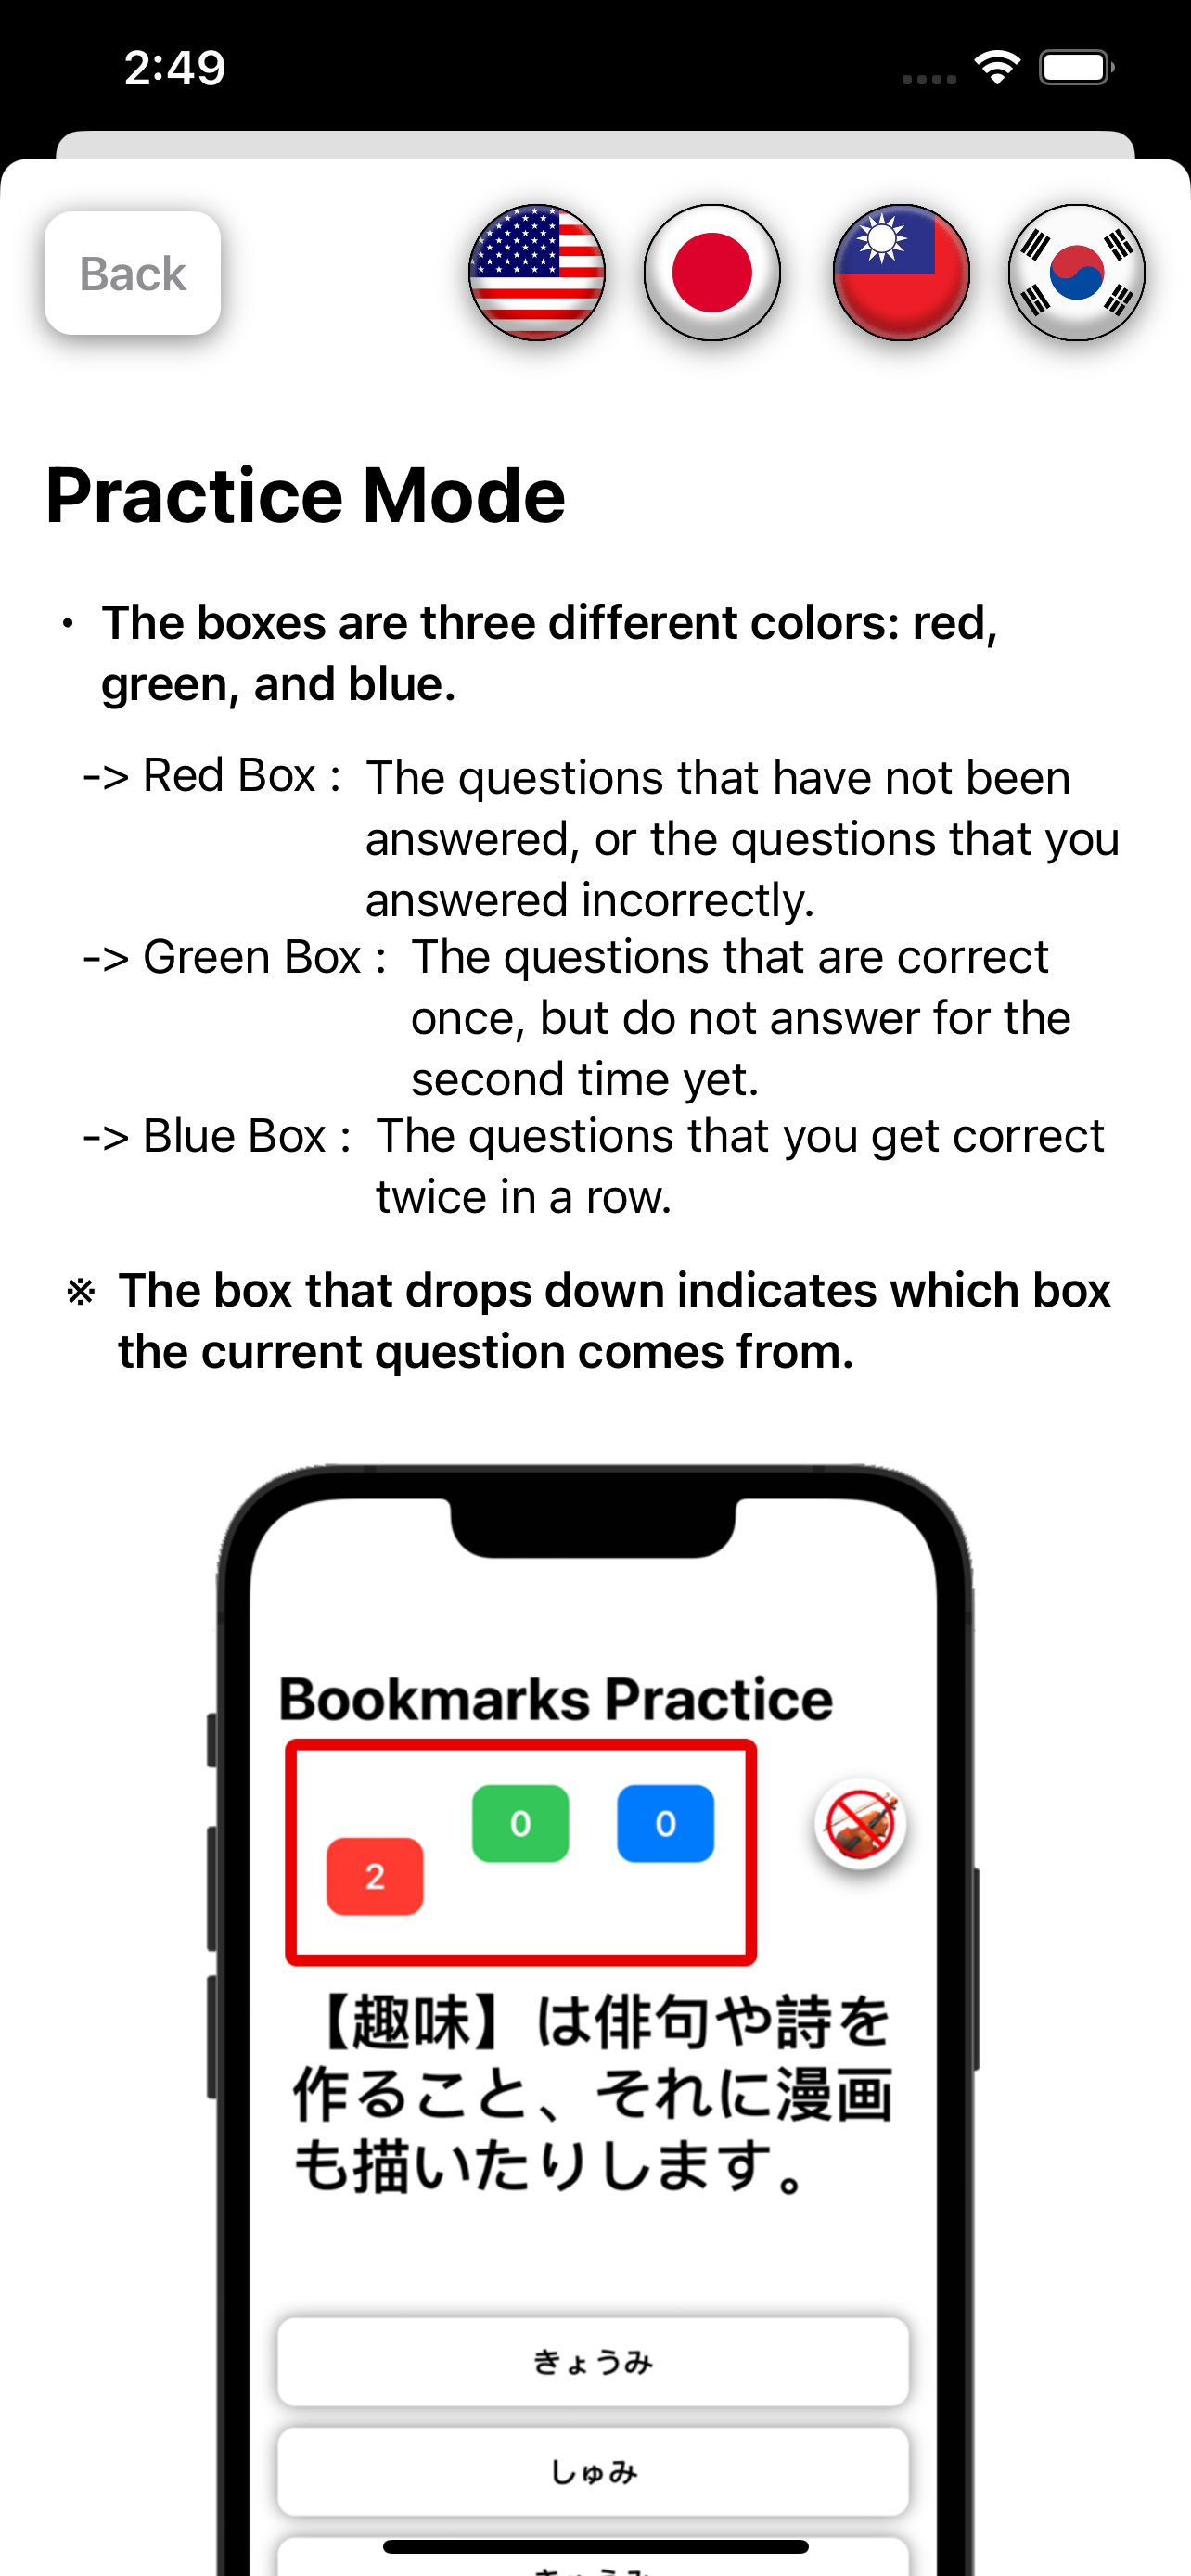 2:49
Back
Practice Mode
・ The boxes are three different colors: red,
green, and blue.
-> Red Box : The questions that have not been
answered, or the questions that you
answered incorrectly.
-> Green Box : The questions that are correct
once, but do not answer for the
second time yet.
-> Blue Box : The questions that you get correct
twice in a row.
※ The box that drops down indicates which box
the current question comes from.
Bookmarks Practice
2 0 0
【趣味】は俳句や詩を
作ること、それに漫画
も描いたりします。
きょうみ
しゅみ